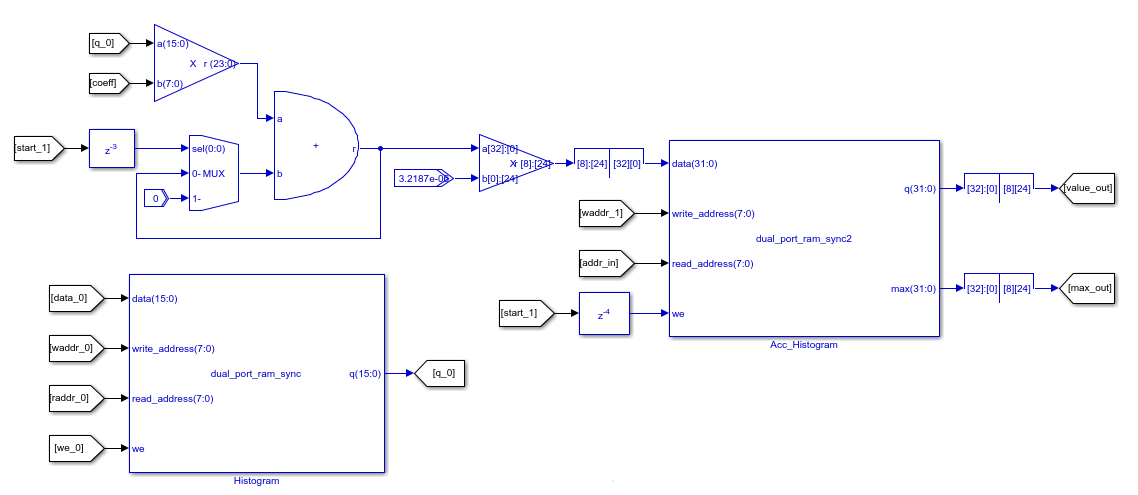 [q_0]
a(15:0)
X r (23:0)
[coeff]
b(7:0)
a
+
r
b
[start_1]
z-3
sel(0:0)
0- MUX
0
1-
a[32]:[0]
[8]:[24]
b[0]:[24]
[8]:[24]
[32][0]
data(31:0)
[waddr_1]
write_address(7:0)
dual_port_ram_sync2
[addr_in]
read_address(7:0)
[start_1]
z-4
we
q(31:0)
[32]:[0]
[8][24]
[value_out]
max(31:0)
[32]:[0]
[8][24]
[max_out]
Acc_Histogram
[data_0]
data(15:0)
[waddr_0]
write_address(7:0)
dual_port_ram_sync
q(15:0)
[q_0]
[raddr_0]
read_address(7:0)
[we_0]
we
Histogram